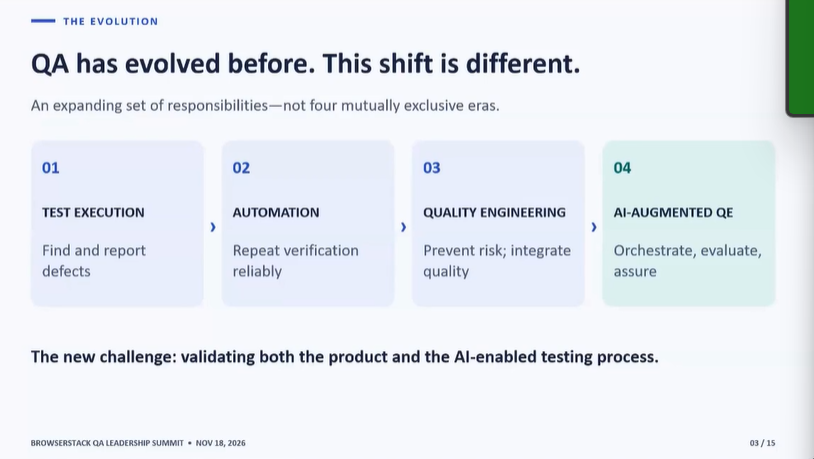 THE EVOLUTION
QA has evolved before. This shift is different.
An expanding set of responsibilities—not four mutually exclusive eras.
01
TEST EXECUTION
Find and report
defects
›
02
AUTOMATION
Repeat verification
reliably
›
03
QUALITY ENGINEERING
Prevent risk; integrate
quality
›
04
AI-AUGMENTED QE
Orchestrate, evaluate,
assure
The new challenge: validating both the product and the AI-enabled testing process.
BROWSERSTACK QA LEADERSHIP SUMMIT • NOV 18, 2026
03 / 15